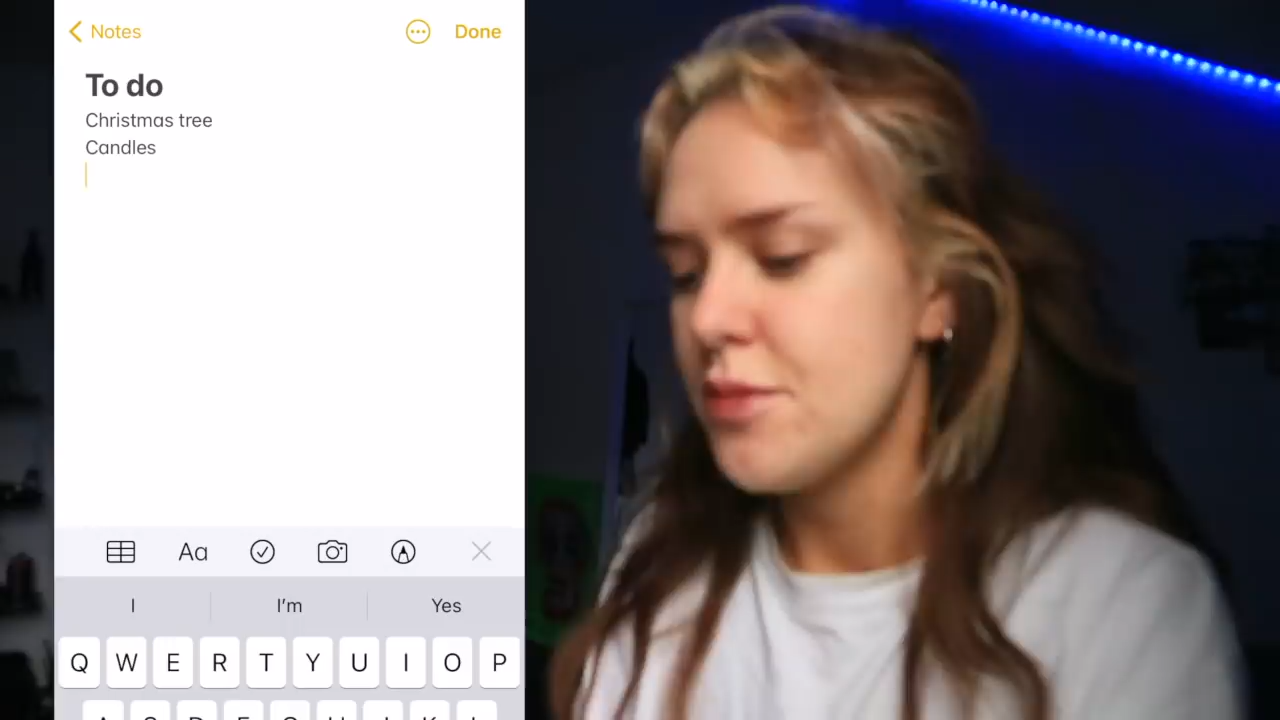 Notes
Done
To do
Christmas tree
Candles
Aa
I I'm Yes
Q W E R T Y U I O P